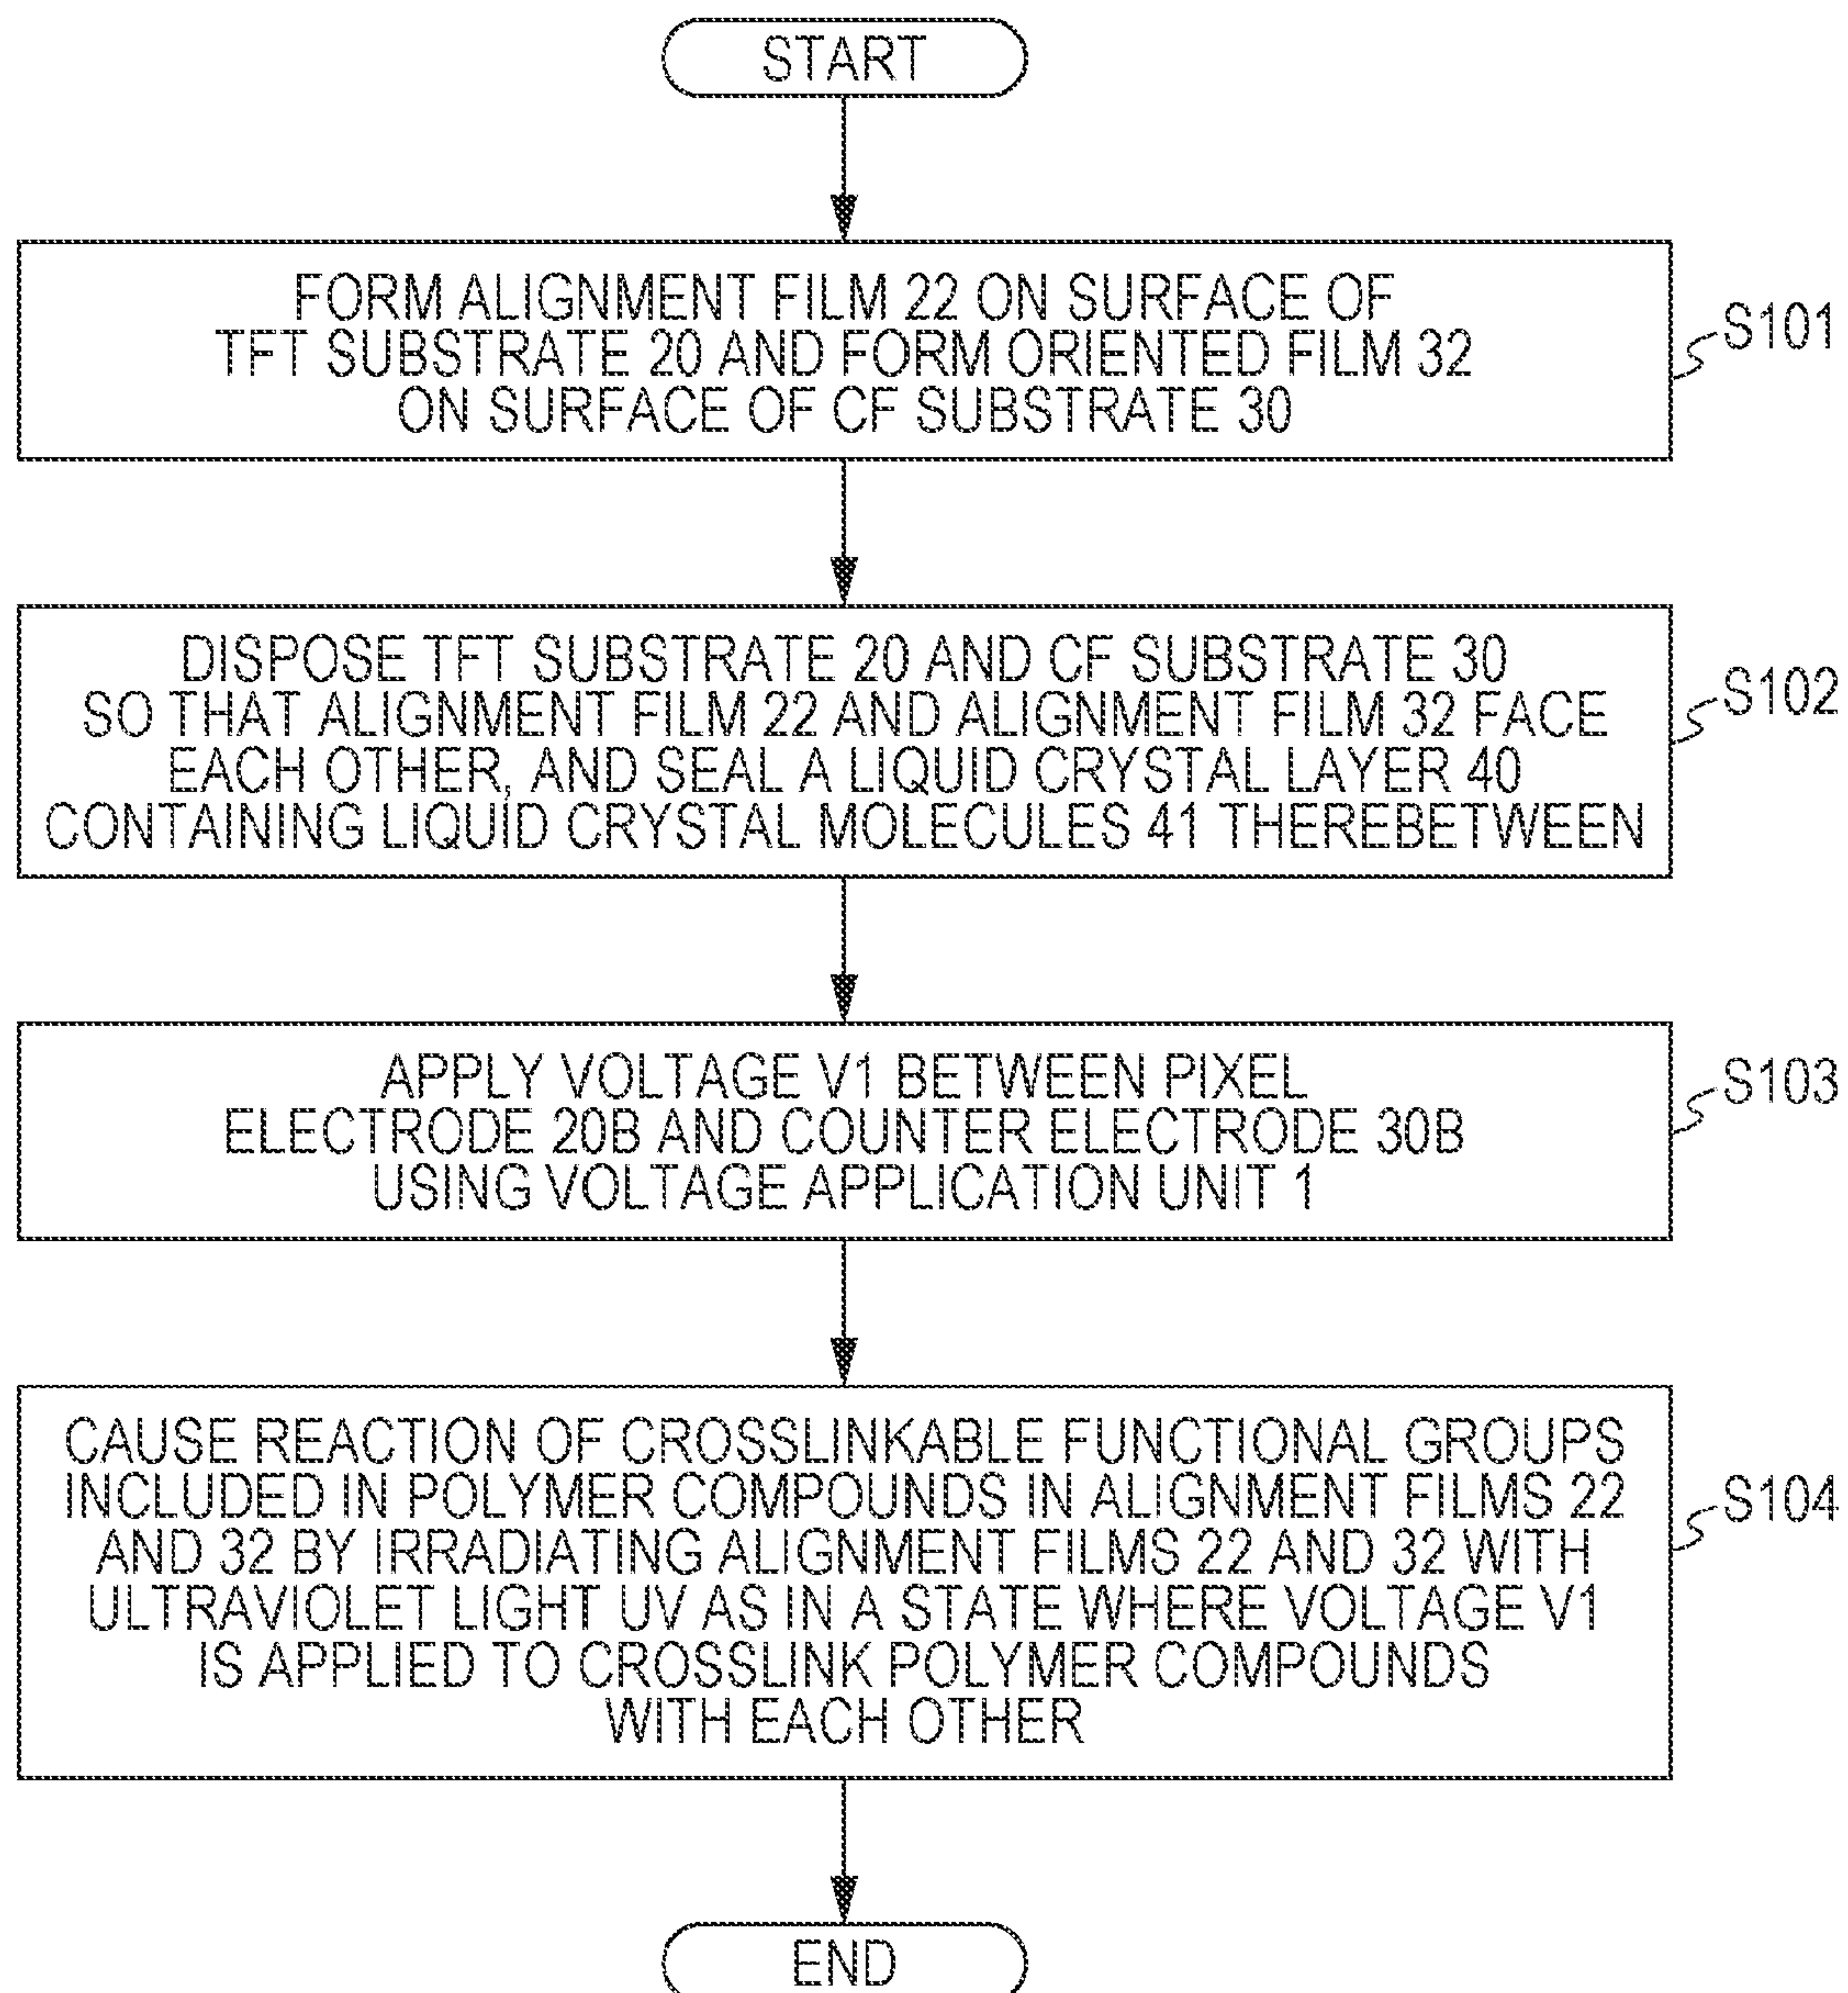 START
FORM ALIGNMENT FILM 22 ON SURFACE OF
TFT SUBSTRATE 20 AND FORM ORIENTED FILM 32
ON SURFACE OF CF SUBSTRATE 30
S101
DISPOSE TFT SUBSTRATE 20 AND CF SUBSTRATE 30
SO THAT ALIGNMENT FILM 22 AND ALIGNMENT FILM 32 FACE
EACH OTHER, AND SEAL A LIQUID CRYSTAL LAYER 40
CONTAINING LIQUID CRYSTAL MOLECULES 41 THEREBETWEEN
S102
APPLY VOLTAGE V1 BETWEEN PIXEL
ELECTRODE 20B AND COUNTER ELECTRODE 30B
USING VOLTAGE APPLICATION UNIT 1
S103
CAUSE REACTION OF CROSSLINKABLE FUNCTIONAL GROUPS
INCLUDED IN POLYMER COMPOUNDS IN ALIGNMENT FILMS 22
AND 32 BY IRRADIATING ALIGNMENT FILMS 22 AND 32 WITH
ULTRAVIOLET LIGHT UV AS IN A STATE WHERE VOLTAGE V1
IS APPLIED TO CROSSLINK POLYMER COMPOUNDS
WITH EACH OTHER
S104
END